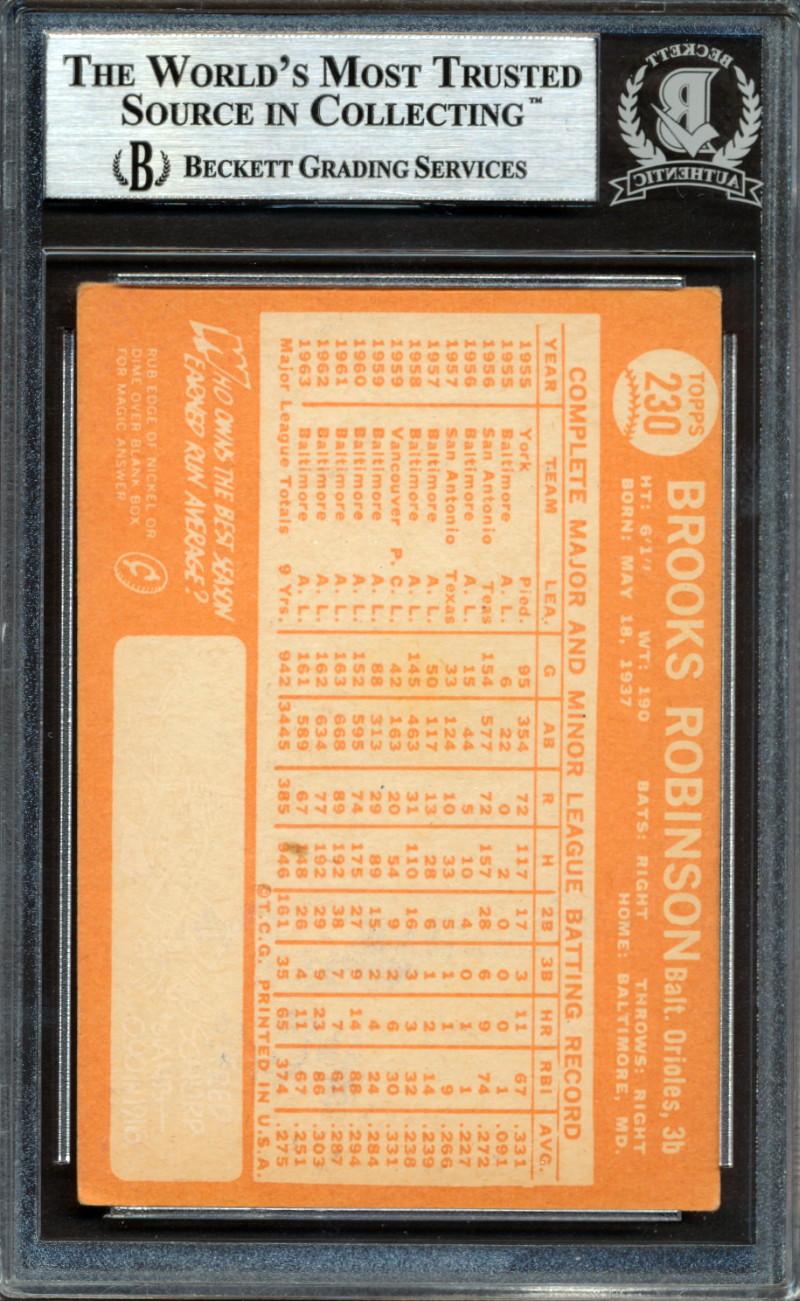 THE WORLD'S MOST TRUSTED
SOURCE IN COLLECTING™
B BECKETT GRADING SERVICES
BECKETT
B
AUTHENTIC
TOPPS
230
BROOKS ROBINSON Balt. Orioles, 3b
HT: 6'1" WT: 190 BATS: RIGHT THROWS: RIGHT
BORN: MAY 18, 1937 HOME: BALTIMORE, MD.
COMPLETE MAJOR AND MINOR LEAGUE BATTING RECORD
YEAR TEAM LEA. G AB R H 2B 3B HR RBI AVG.
1955 York Pied. 95 354 72 117 17 3 11 67 .331
1955 Baltimore A. L. 6 22 0 2 0 0 0 1 .091
1956 San Antonio Texas 154 577 72 157 28 6 9 74 .272
1956 Baltimore A. L. 15 44 5 10 4 0 1 1 .227
1957 San Antonio Texas 33 124 10 33 5 1 1 9 .266
1957 Baltimore A. L. 50 117 13 28 6 1 2 14 .239
1958 Baltimore A. L. 145 463 31 110 16 3 3 32 .238
1959 Vancouver P. C. L. 42 163 20 54 9 2 6 30 .331
1959 Baltimore A. L. 88 313 29 89 15 2 4 24 .284
1960 Baltimore A. L. 152 595 74 175 27 9 14 88 .294
1961 Baltimore A. L. 163 668 89 192 38 7 7 61 .287
1962 Baltimore A. L. 162 634 77 192 29 9 23 86 .303
1963 Baltimore A. L. 161 589 67 148 26 4 11 67 .251
Major League Totals 9 Yrs. 942 3445 385 946 161 35 65 374 .275
©T.C.G. PRINTED IN U.S.A.
WHO OWNS THE BEST SEASON
EARNED RUN AVERAGE?
RUB EDGE OF NICKEL OR
DIME OVER BLANK BOX
FOR MAGIC ANSWER